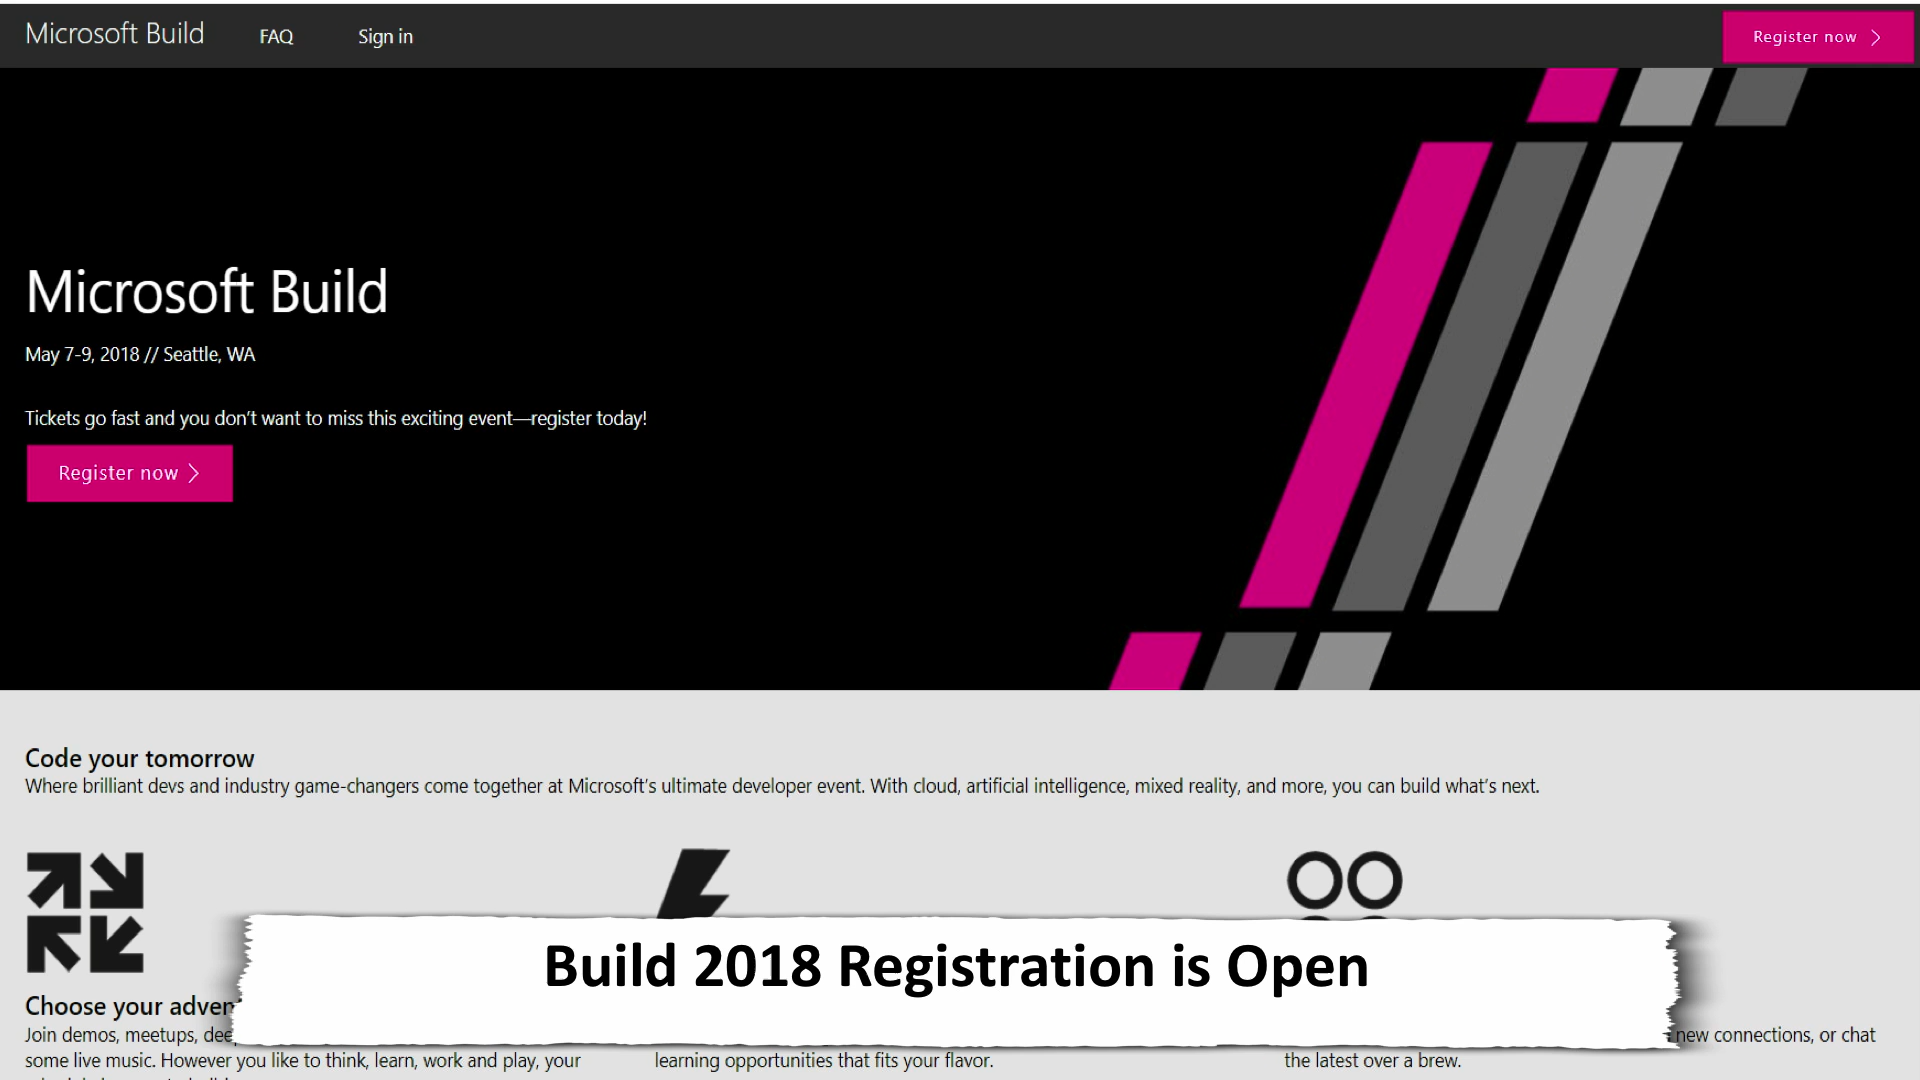 Microsoft Build
FAQ
Sign in
Register now
Microsoft Build
May 7-9, 2018 // Seattle, WA
Tickets go fast and you don't want to miss this exciting event—register today!
Register now
Code your tomorrow
Where brilliant devs and industry game-changers come together at Microsoft's ultimate developer event. With cloud, artificial intelligence, mixed reality, and more, you can build what's next.
Build 2018 Registration is Open
Choose your
Join demos, meetups,
some live music. However you like to think, learn, work and play, your
learning opportunities that fits your flavor.
new connections, or chat
the latest over a brew.